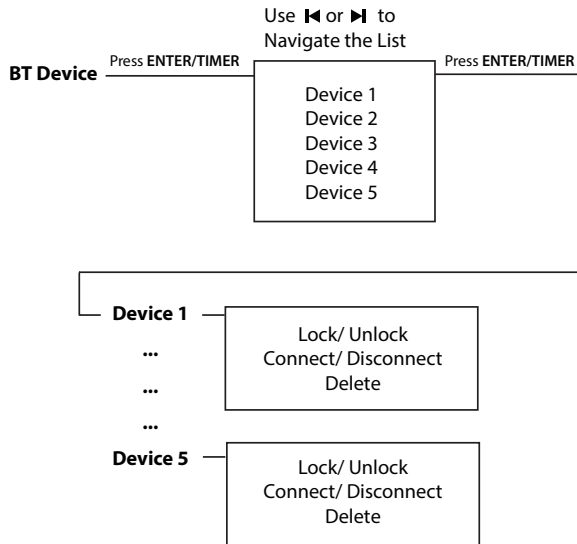 Use ⏮ or ⏭ to
Navigate the List
BT Device
Press ENTER/TIMER
Press ENTER/TIMER
Device 1
Device 2
Device 3
Device 4
Device 5
Device 1
Lock/ Unlock
Connect/ Disconnect
Delete
...
...
...
Device 5
Lock/ Unlock
Connect/ Disconnect
Delete